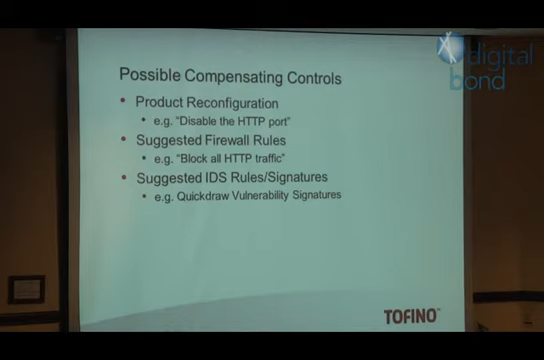 digital
bond
Possible Compensating Controls
• Product Reconfiguration
• e.g. “Disable the HTTP port”
• Suggested Firewall Rules
• e.g. “Block all HTTP traffic”
• Suggested IDS Rules/Signatures
• e.g. Quickdraw Vulnerability Signatures
TOFINO™